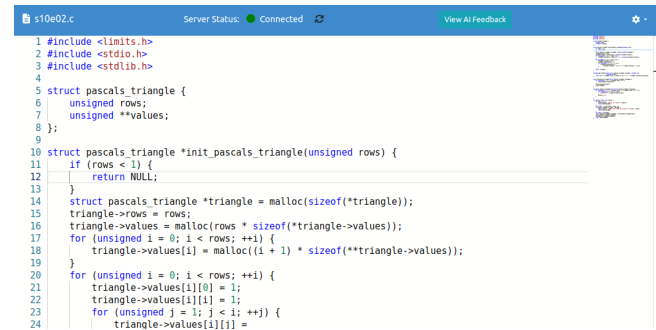 s10e02.c Server Status: Connected View AI Feedback
1 #include <limits.h>
2 #include <stdio.h>
3 #include <stdlib.h>
4
5 struct pascals_triangle {
6     unsigned rows;
7     unsigned **values;
8 };
9
10 struct pascals_triangle *init_pascals_triangle(unsigned rows) {
11     if (rows < 1) {
12         return NULL;
13     }
14     struct pascals_triangle *triangle = malloc(sizeof(*triangle));
15     triangle->rows = rows;
16     triangle->values = malloc(rows * sizeof(*triangle->values));
17     for (unsigned i = 0; i < rows; ++i) {
18         triangle->values[i] = malloc((i + 1) * sizeof(**triangle->values));
19     }
20     for (unsigned i = 0; i < rows; ++i) {
21         triangle->values[i][0] = 1;
22         triangle->values[i][i] = 1;
23         for (unsigned j = 1; j < i; ++j) {
24             triangle->values[i][j] =